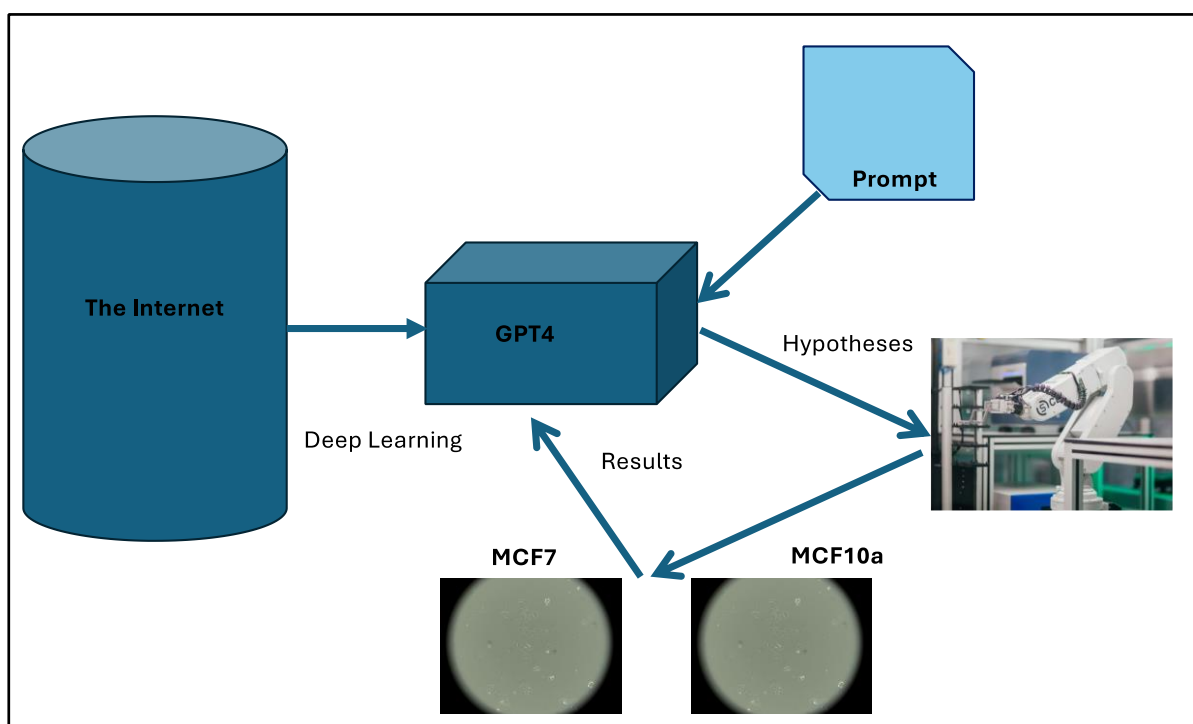 Prompt
The Internet
GPT4
Hypotheses
Deep Learning
Results
MCF7
MCF10a